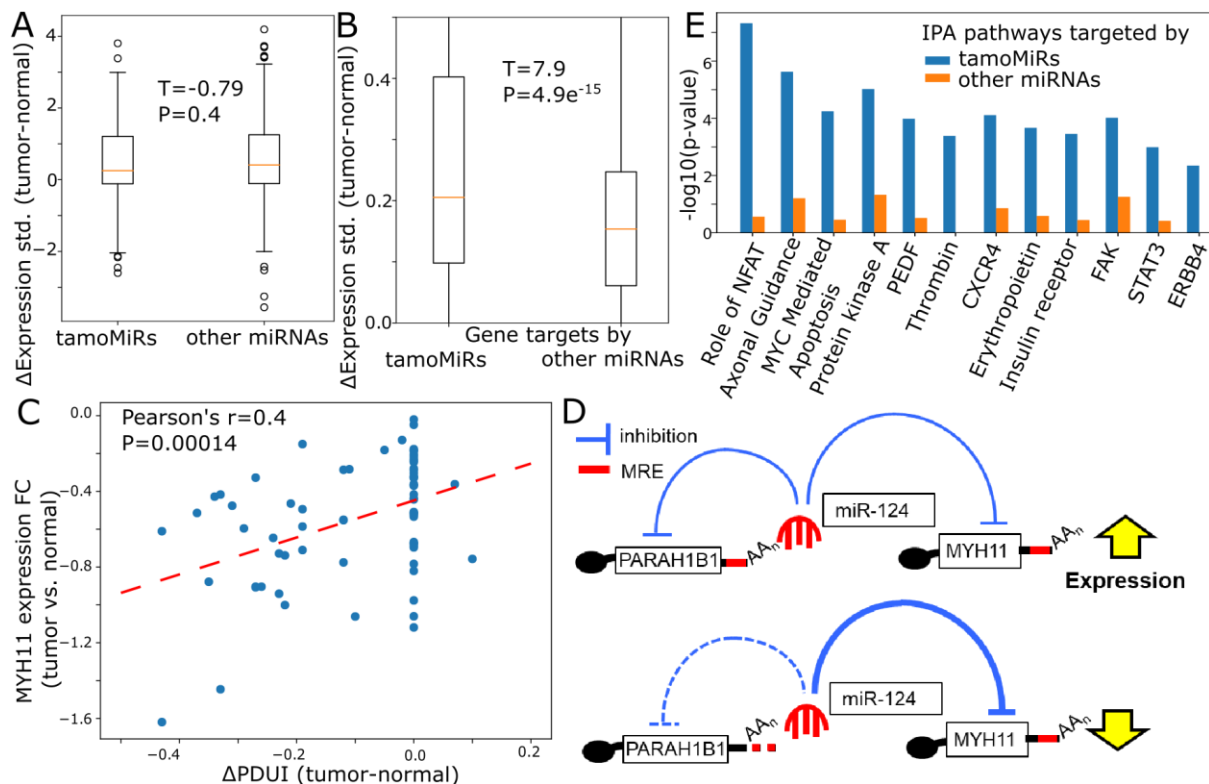 A
ΔExpression std. (tumor-normal)
4
2
0
−2
T=-0.79
P=0.4
tamoMiRs
other miRNAs
B
ΔExpression std. (tumor-normal)
0.4
0.2
0.0
T=7.9
P=4.9e-15
Gene targets by
tamoMiRs
other miRNAs
E
IPA pathways targeted by
tamoMiRs
other miRNAs
-log10(p-value)
6
4
2
0
Role of NFAT
Axonal Guidance
MYC Mediated
Apoptosis
Protein kinase A
PEDF
Thrombin
CXCR4
Erythropoietin
Insulin receptor
FAK
STAT3
ERBB4
C
Pearson's r=0.4
P=0.00014
MYH11 expression FC
(tumor vs. normal)
0.0
−0.4
−0.8
−1.2
−1.6
−0.4
−0.2
0.0
0.2
ΔPDUI (tumor-normal)
D
inhibition
MRE
miR-124
PARAH1B1
AAn
MYH11
AAn
Expression
miR-124
PARAH1B1
AAn
MYH11
AAn